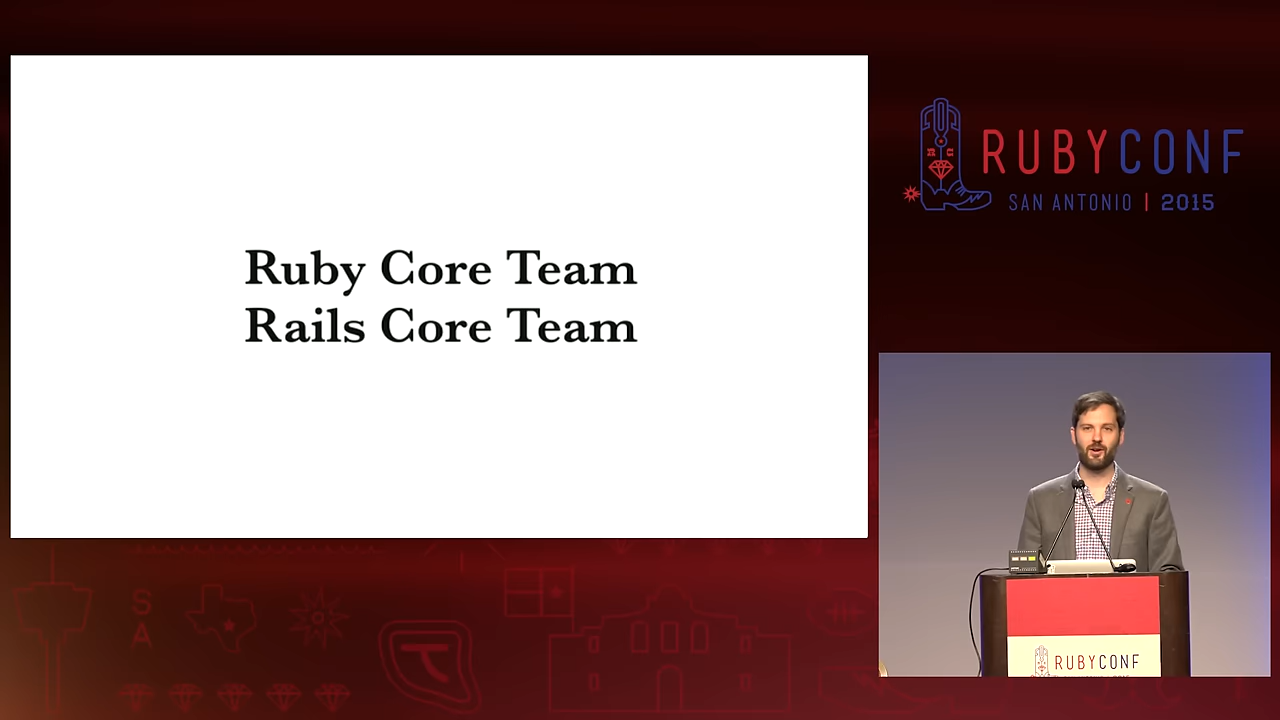 Ruby Core Team
Rails Core Team
RUBYCONF
SAN ANTONIO | 2015
S
A
RUBYCONF